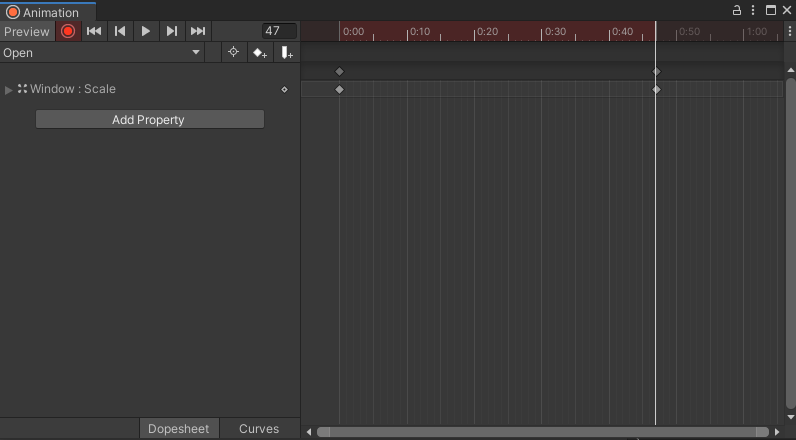 Animation
Preview 47 0:00 0:10 0:20 0:30 0:40 0:50 1:00
Open
Window : Scale
Add Property
Dopesheet Curves